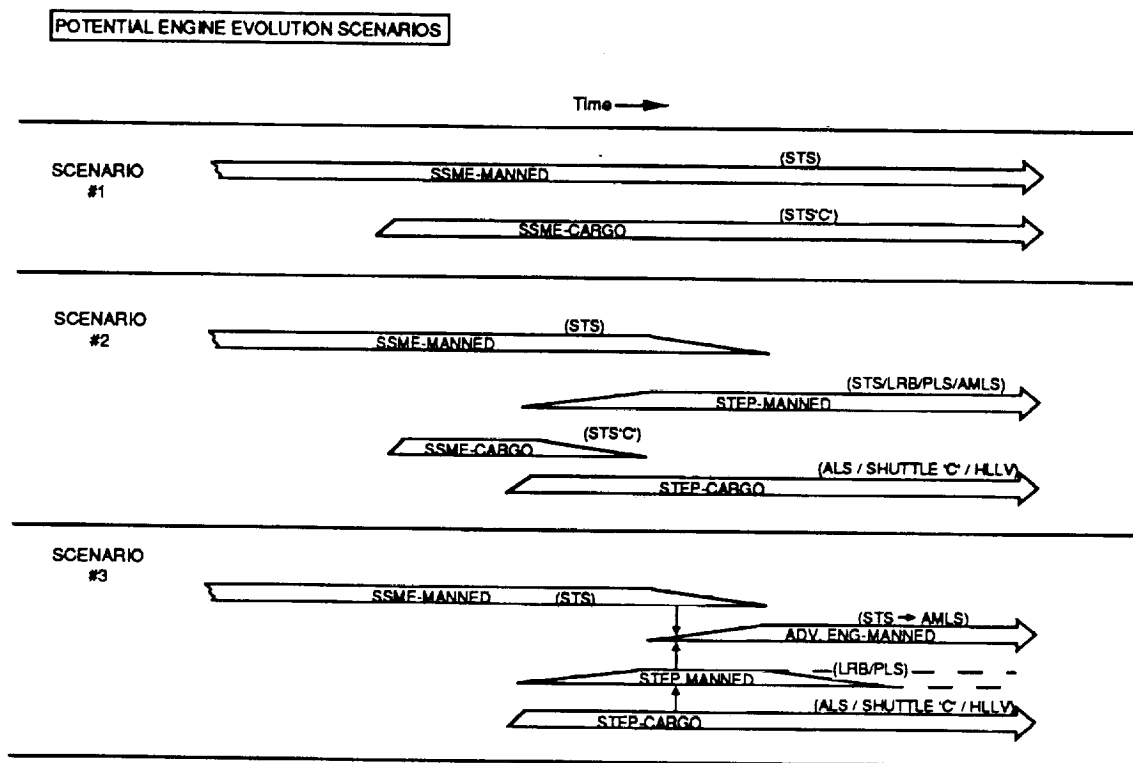 POTENTIAL ENGINE EVOLUTION SCENARIOS
Time
SCENARIO
#1
(STS)
SSME-MANNED
(STS'C')
SSME-CARGO
SCENARIO
#2
(STS)
SSME-MANNED
(STS/LRB/PLS/AMLS)
STEP-MANNED
(STS'C')
SSME-CARGO
(ALS / SHUTTLE 'C' / HLLV)
STEP-CARGO
SCENARIO
#3
SSME-MANNED (STS)
(STS → AMLS)
ADV. ENG-MANNED
(LRB/PLS)
STEP MANNED
(ALS / SHUTTLE 'C' / HLLV)
STEP-CARGO